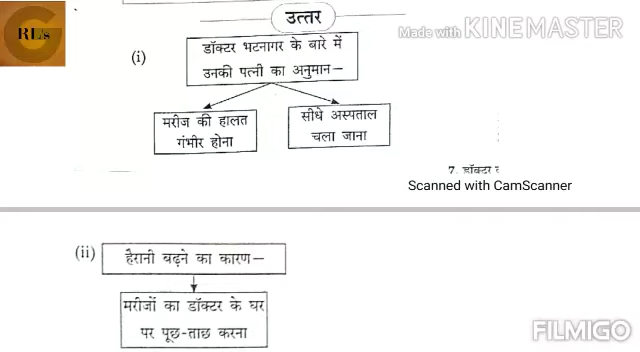 RL's
उत्तर
Made with KINEMASTER
(i)
डॉक्टर भटनागर के बारे में
उनकी पत्नी का अनुमान–
मरीज की हालत
गंभीर होना
सीधे अस्पताल
चला जाना
7. डॉक्टर
Scanned with CamScanner
(ii)
हैरानी बढ़ने का कारण–
मरीजों का डॉक्टर के घर
पर पूछ-ताछ करना
FILMIGO